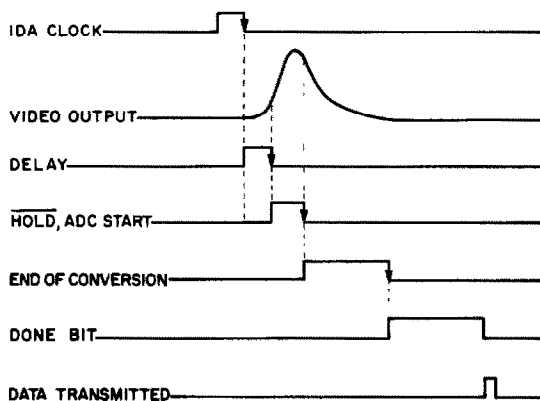 IDA CLOCK
VIDEO OUTPUT
DELAY
HOLD, ADC START
END OF CONVERSION
DONE BIT
DATA TRANSMITTED